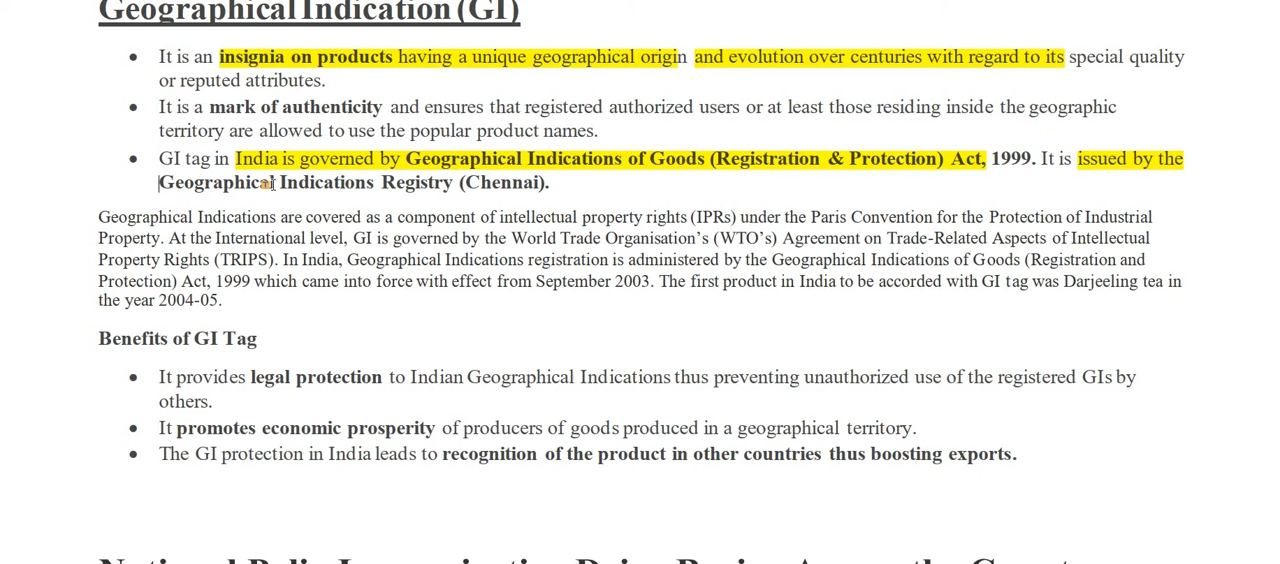 Geographical Indication (GI)
• It is an insignia on products having a unique geographical origin and evolution over centuries with regard to its special quality
or reputed attributes.
• It is a mark of authenticity and ensures that registered authorized users or at least those residing inside the geographic
territory are allowed to use the popular product names.
• GI tag in India is governed by Geographical Indications of Goods (Registration & Protection) Act, 1999. It is issued by the
Geographical Indications Registry (Chennai).
Geographical Indications are covered as a component of intellectual property rights (IPRs) under the Paris Convention for the Protection of Industrial
Property. At the International level, GI is governed by the World Trade Organisation’s (WTO’s) Agreement on Trade-Related Aspects of Intellectual
Property Rights (TRIPS). In India, Geographical Indications registration is administered by the Geographical Indications of Goods (Registration and
Protection) Act, 1999 which came into force with effect from September 2003. The first product in India to be accorded with GI tag was Darjeeling tea in
the year 2004-05.
Benefits of GI Tag
• It provides legal protection to Indian Geographical Indications thus preventing unauthorized use of the registered GIs by
others.
• It promotes economic prosperity of producers of goods produced in a geographical territory.
• The GI protection in India leads to recognition of the product in other countries thus boosting exports.